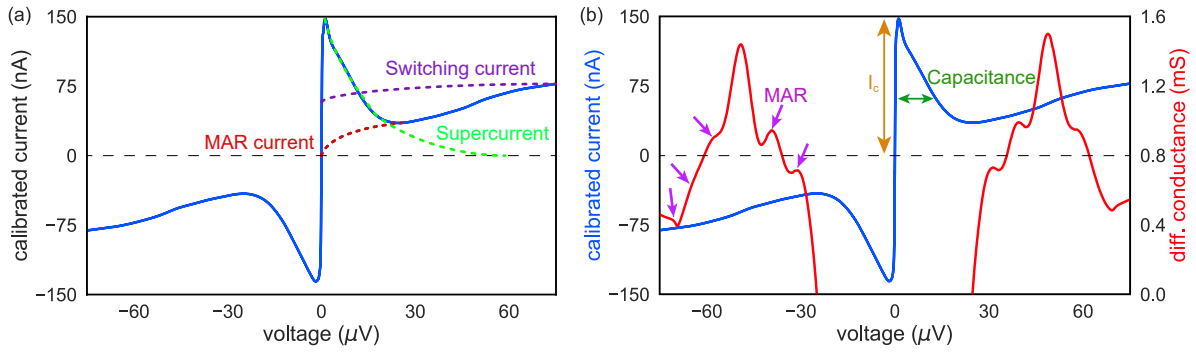 (a)
150
75
0
−75
−150
calibrated current (nA)
Switching current
MAR current
Supercurrent
−60
−30
0
30
60
voltage (μV)
(b)
150
75
0
−75
−150
calibrated current (nA)
MAR
I_c
Capacitance
−60
−30
0
30
60
voltage (μV)
1.6
1.2
0.8
0.4
0.0
diff. conductance (mS)